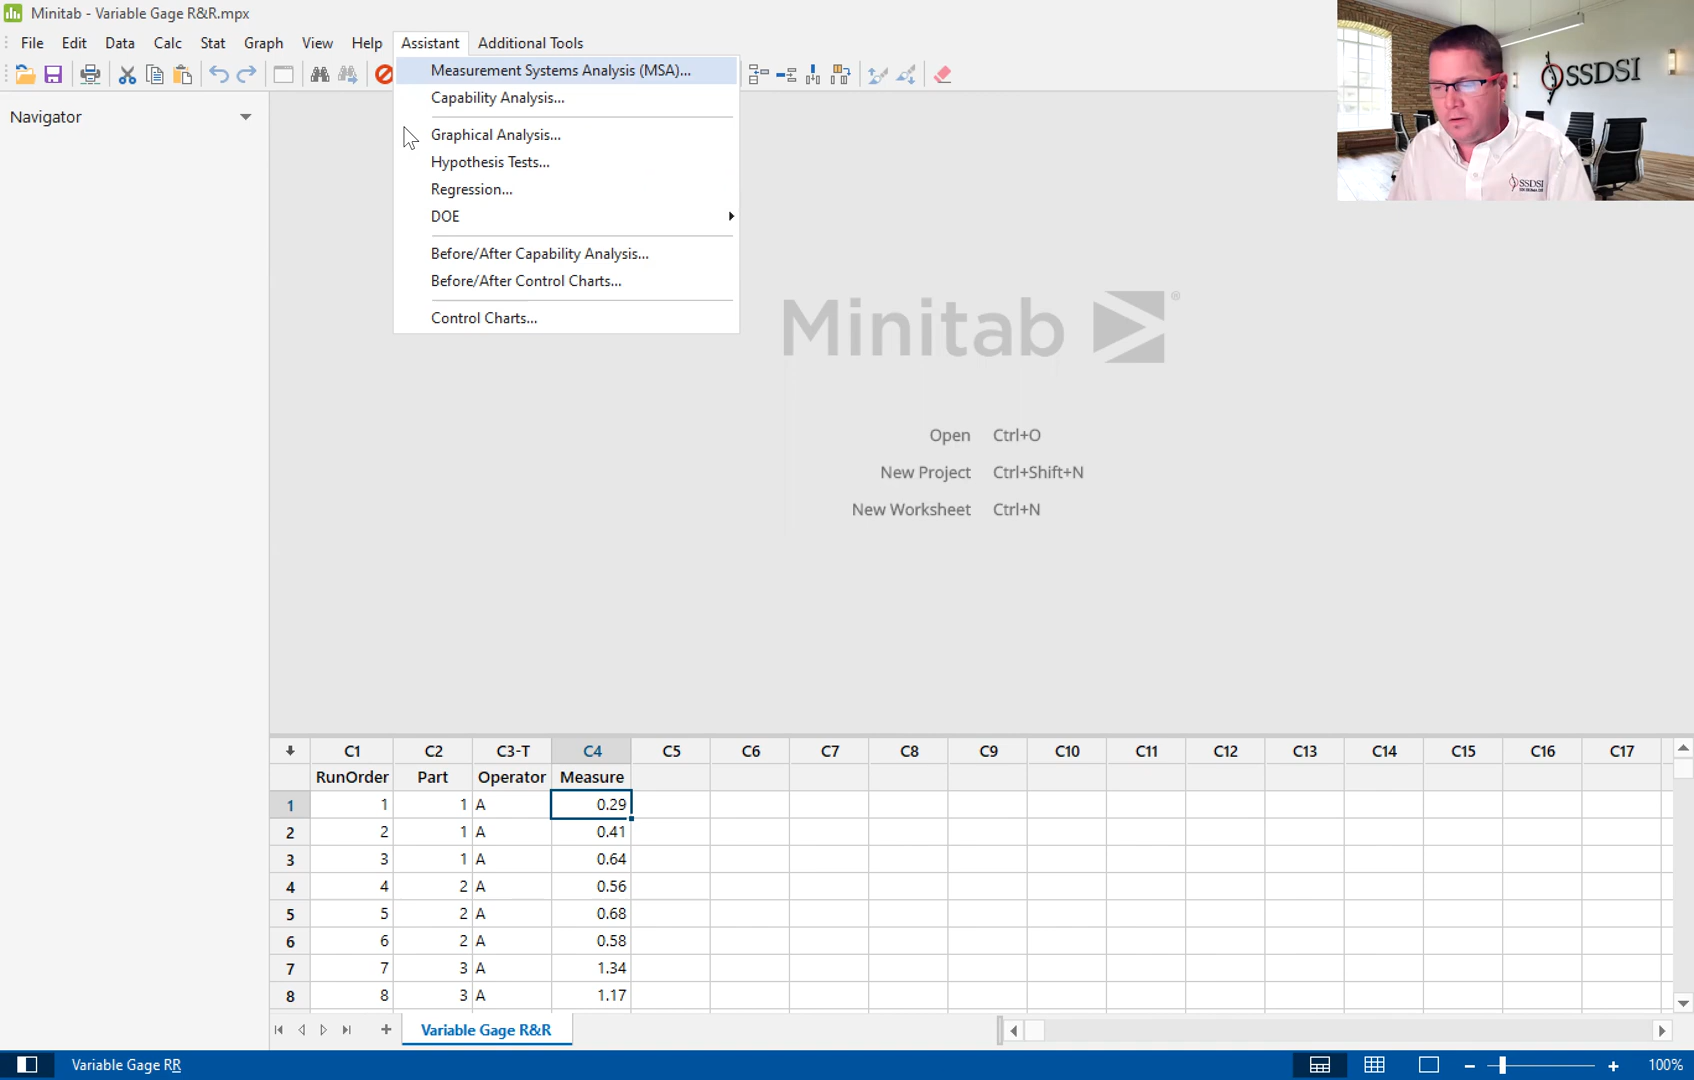 Minitab - Variable Gage R&R.mpx
File Edit Data Calc Stat Graph View Help Assistant Additional Tools
Measurement Systems Analysis (MSA)...
Capability Analysis...
Graphical Analysis...
Hypothesis Tests...
Regression...
DOE
Before/After Capability Analysis...
Before/After Control Charts...
Control Charts...
Navigator
SSDSI
SSDSI
Minitab®
Open Ctrl+O
New Project Ctrl+Shift+N
New Worksheet Ctrl+N
C1 C2 C3-T C4 C5 C6 C7 C8 C9 C10 C11 C12 C13 C14 C15 C16 C17
RunOrder Part Operator Measure
1 1 1 A 0.29
2 2 1 A 0.41
3 3 1 A 0.64
4 4 2 A 0.56
5 5 2 A 0.68
6 6 2 A 0.58
7 7 3 A 1.34
8 8 3 A 1.17
Variable Gage R&R
Variable Gage RR
100%